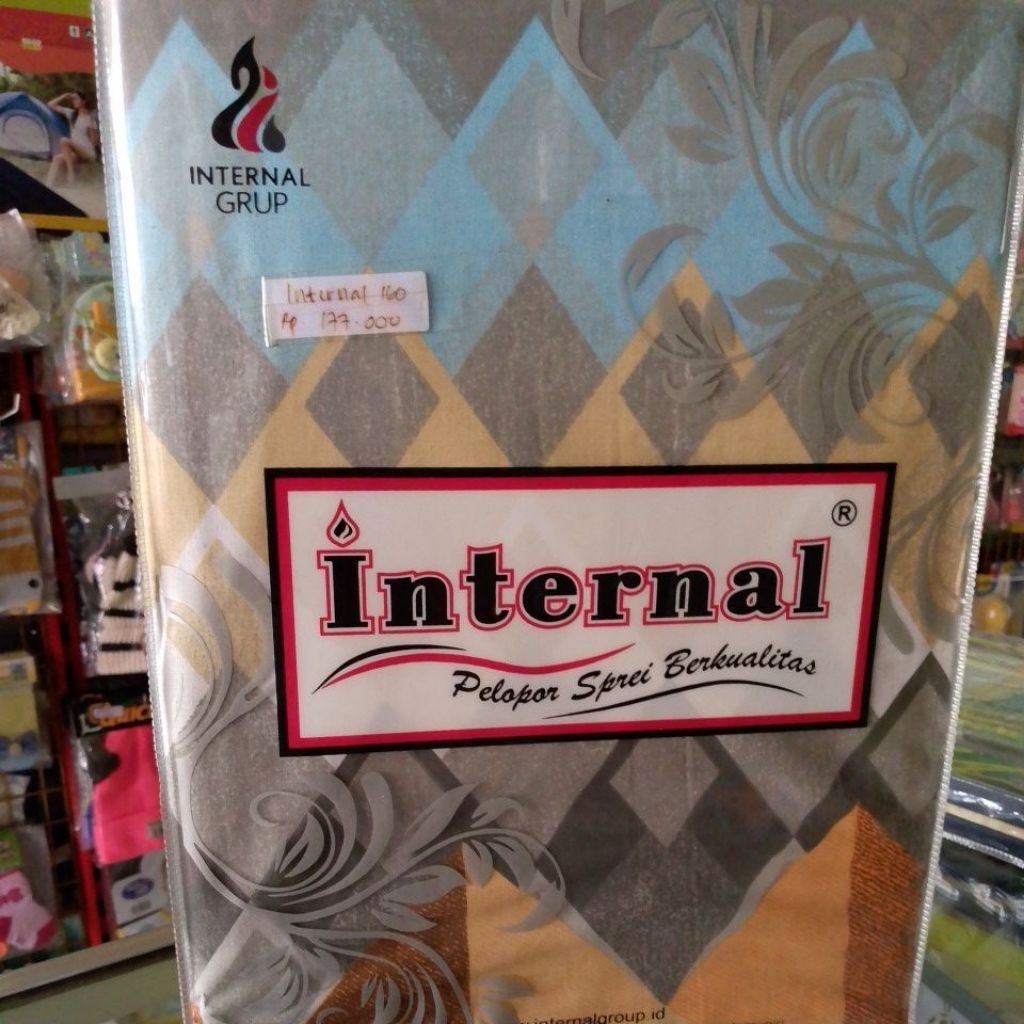 INTERNAL
GRUP
Internal 160
Rp 177.000
Internal ®
Pelopor Sprei Berkualitas
internalgroup.id